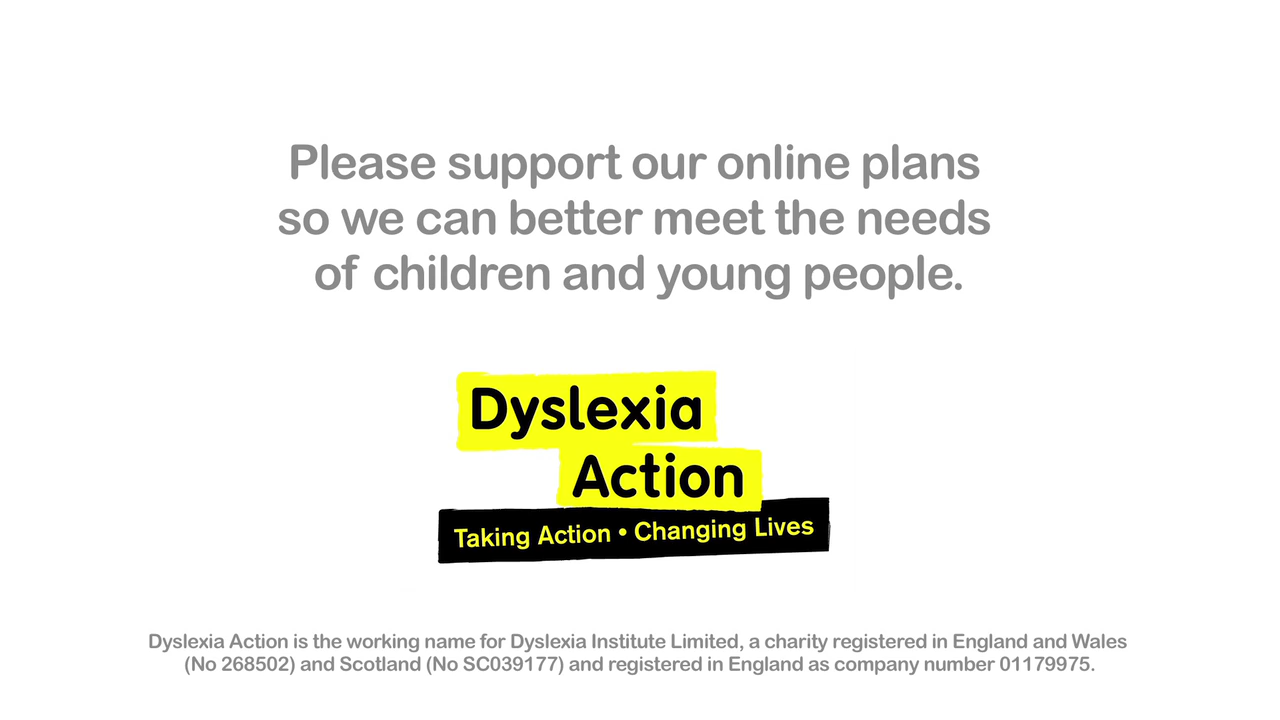 Please support our online plans
so we can better meet the needs
of children and young people.
Dyslexia
Action
Taking Action • Changing Lives
Dyslexia Action is the working name for Dyslexia Institute Limited, a charity registered in England and Wales
(No 268502) and Scotland (No SC039177) and registered in England as company number 01179975.